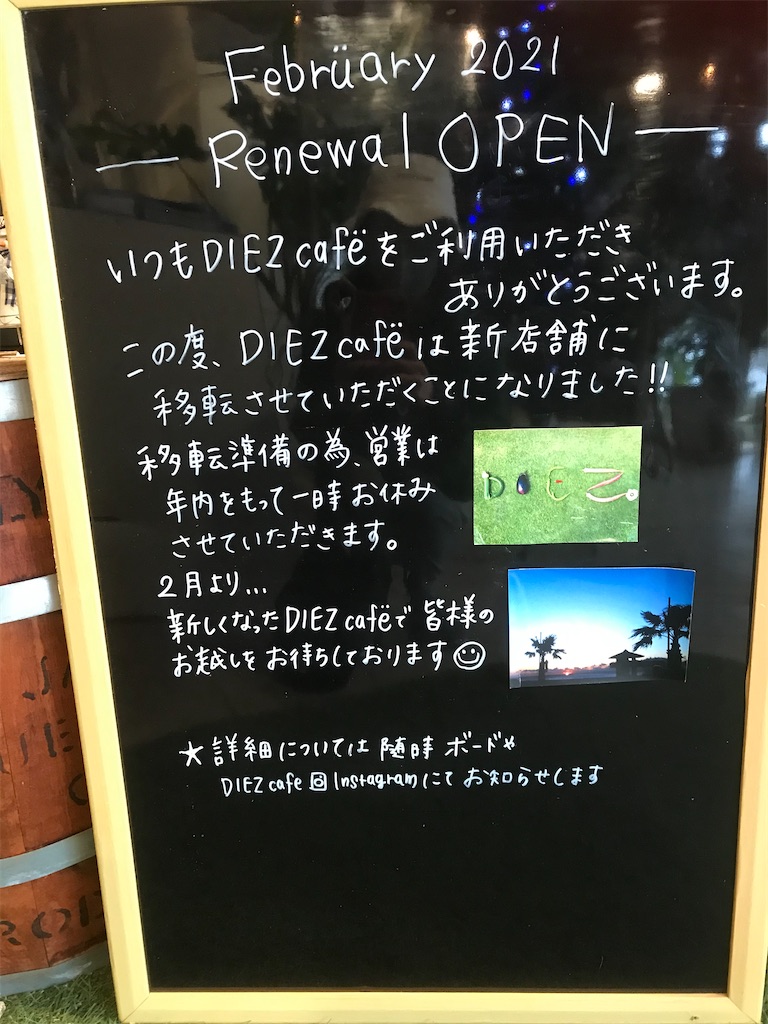 Febrüary 2021
— Renewal OPEN —
いつもDIEZ cafëをご利用いただき
ありがとうございます。
この度、DIEZ cafëは新店舗に
移転させていただくことになりました!!
移転準備の為、営業は
年内をもって一時お休み
させていただきます。
DIEZ
2月より...
新しくなったDIEZ cafëで皆様の
お越しをお待ちしております☺
★詳細については随時ボードや
DIEZ cafe Instagramにてお知らせします